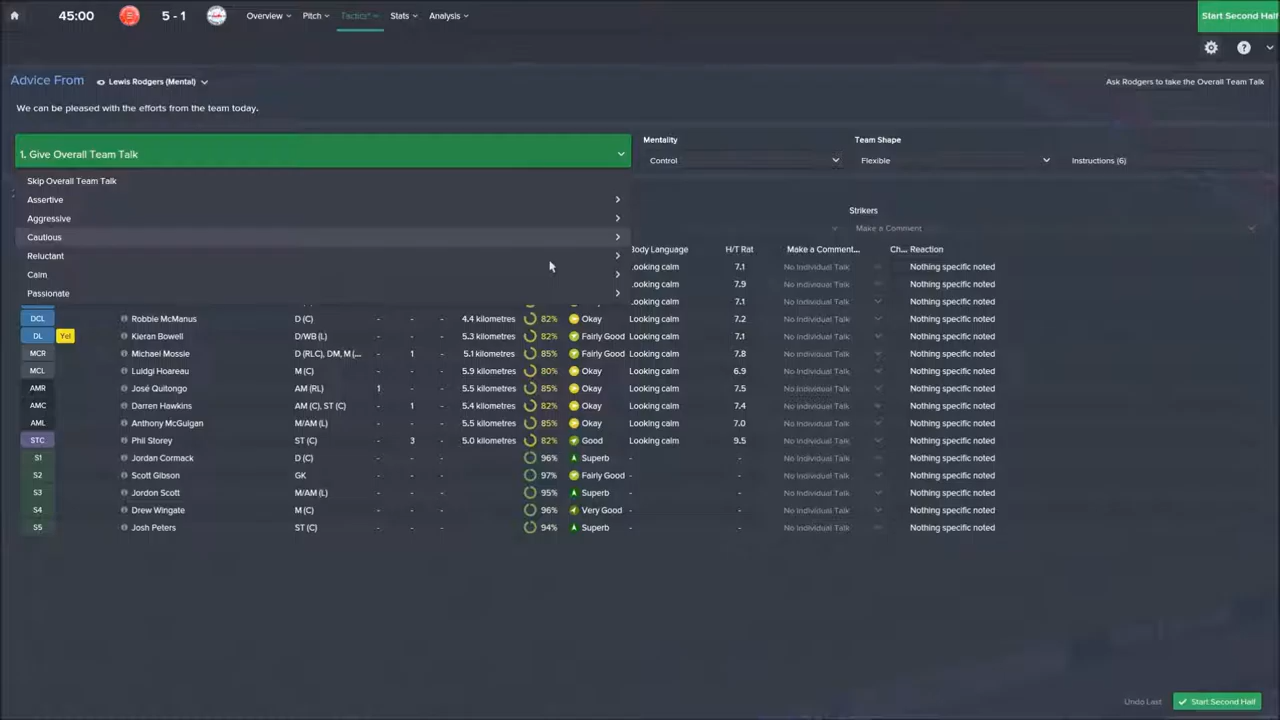 45:00 5 - 1 Overview Pitch Tactics* Stats Analysis Start Second Half
Advice From Lewis Rodgers (Mental) Ask Rodgers to take the Overall Team Talk
We can be pleased with the efforts from the team today.
Mentality Team Shape
1. Give Overall Team Talk Control Flexible Instructions (6)
Skip Overall Team Talk
Assertive
Strikers
Aggressive Make a Comment
Cautious
Body Language H/T Rat Make a Comment... Ch... Reaction
Reluctant
Looking calm 7.1 No Individual Talk Nothing specific noted
Calm
Looking calm 7.9 No Individual Talk Nothing specific noted
Passionate
Looking calm 7.1 No Individual Talk Nothing specific noted
DCL Robbie McManus D (C) - - - 4.4 kilometres 82% Okay Looking calm 7.2 No Individual Talk Nothing specific noted
DL Yel Kieran Bowell D/WB (L) - - - 5.3 kilometres 82% Fairly Good Looking calm 7.1 No Individual Talk Nothing specific noted
MCR Michael Mossie D (RLC), DM, M (... - 1 - 5.1 kilometres 85% Fairly Good Looking calm 7.8 No Individual Talk Nothing specific noted
MCL Luldgi Hoareau M (C) - - - 5.9 kilometres 80% Okay Looking calm 6.9 No Individual Talk Nothing specific noted
AMR José Quitongo AM (RL) 1 - - 5.5 kilometres 85% Okay Looking calm 7.5 No Individual Talk Nothing specific noted
AMC Darren Hawkins AM (C), ST (C) - 1 - 5.4 kilometres 82% Okay Looking calm 7.4 No Individual Talk Nothing specific noted
AML Anthony McGuigan M/AM (L) - - - 5.5 kilometres 85% Okay Looking calm 7.0 No Individual Talk Nothing specific noted
STC Phil Storey ST (C) - 3 - 5.0 kilometres 82% Good Looking calm 9.5 No Individual Talk Nothing specific noted
S1 Jordan Cormack D (C) - - - 96% Superb - - No Individual Talk Nothing specific noted
S2 Scott Gibson GK - - - 97% Fairly Good - - No Individual Talk Nothing specific noted
S3 Jordon Scott M/AM (L) - - - 95% Superb - - No Individual Talk Nothing specific noted
S4 Drew Wingate M (C) - - - 96% Very Good - - No Individual Talk Nothing specific noted
S5 Josh Peters ST (C) - - - 94% Superb - - No Individual Talk Nothing specific noted
Undo Last Start Second Half